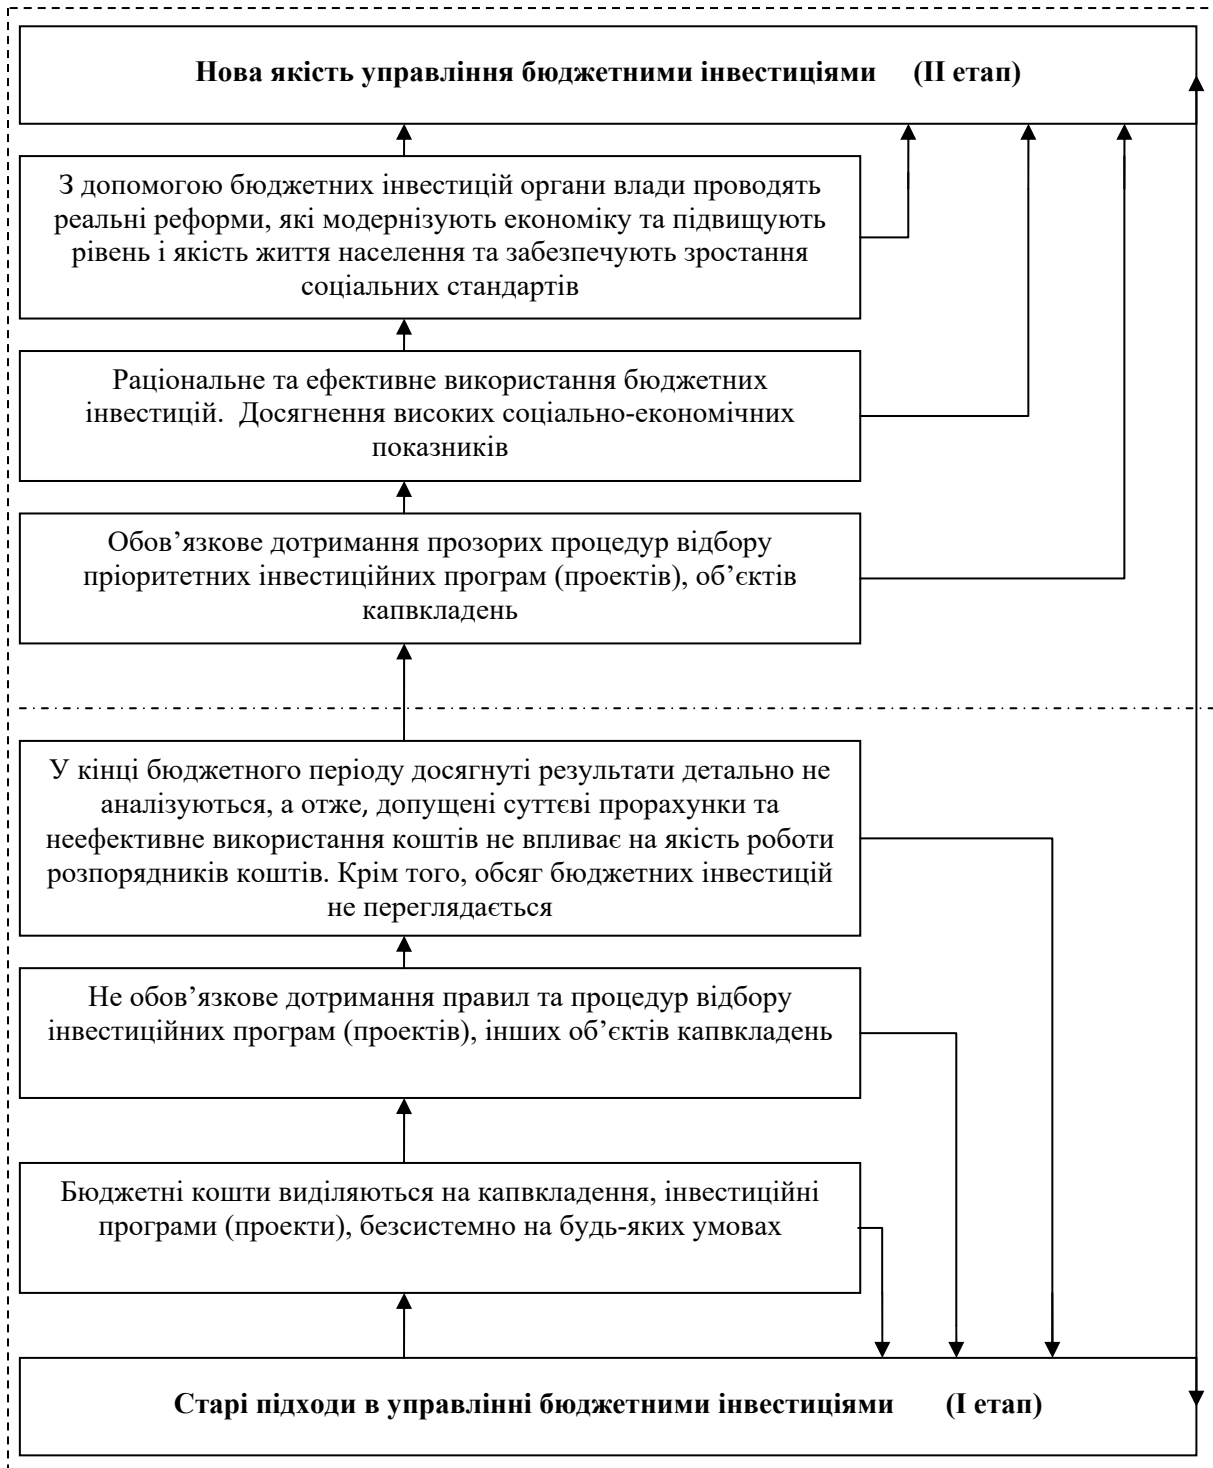 Нова якість управління бюджетними інвестиціями (ІІ етап)
З допомогою бюджетних інвестицій органи влади проводять
реальні реформи, які модернізують економіку та підвищують
рівень і якість життя населення та забезпечують зростання
соціальних стандартів
Раціональне та ефективне використання бюджетних
інвестицій. Досягнення високих соціально-економічних
показників
Обов’язкове дотримання прозорих процедур відбору
пріоритетних інвестиційних програм (проектів), об’єктів
капвкладень
У кінці бюджетного періоду досягнуті результати детально не
аналізуються, а отже, допущені суттєві прорахунки та
неефективне використання коштів не впливає на якість роботи
розпорядників коштів. Крім того, обсяг бюджетних інвестицій
не переглядається
Не обов’язкове дотримання правил та процедур відбору
інвестиційних програм (проектів), інших об’єктів капвкладень
Бюджетні кошти виділяються на капвкладення, інвестиційні
програми (проекти), безсистемно на будь-яких умовах
Старі підходи в управлінні бюджетними інвестиціями (І етап)